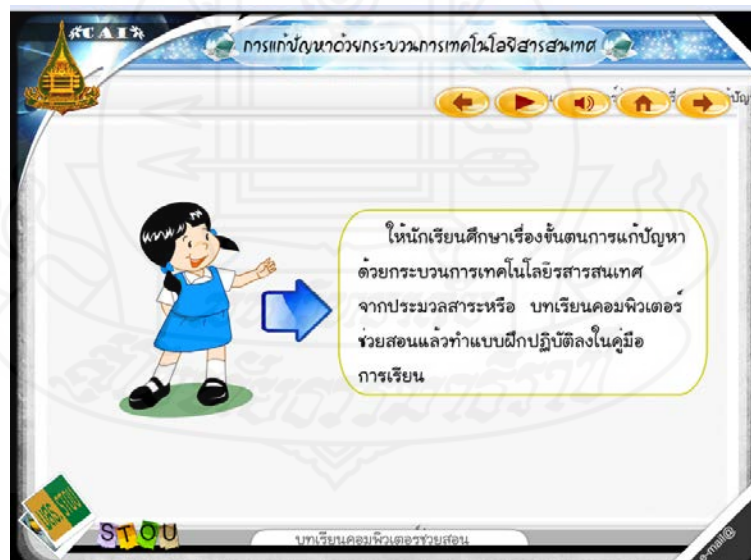 CAI
การแก้ปัญหาด้วยกระบวนการเทคโนโลยีสารสนเทศ
ให้นักเรียนศึกษาเรื่องขั้นตนการแก้ปัญหา
ด้วยกระบวนการเทคโนโลยีรสารสนเทศ
จากประมวลสาระหรือ บทเรียนคอมพิวเตอร์
ช่วยสอนแล้วทำแบบฝึกปฏิบัติลงในคู่มือ
การเรียน
มสธ STOU
STOU
บทเรียนคอมพิวเตอร์ช่วยสอน
e-mail@